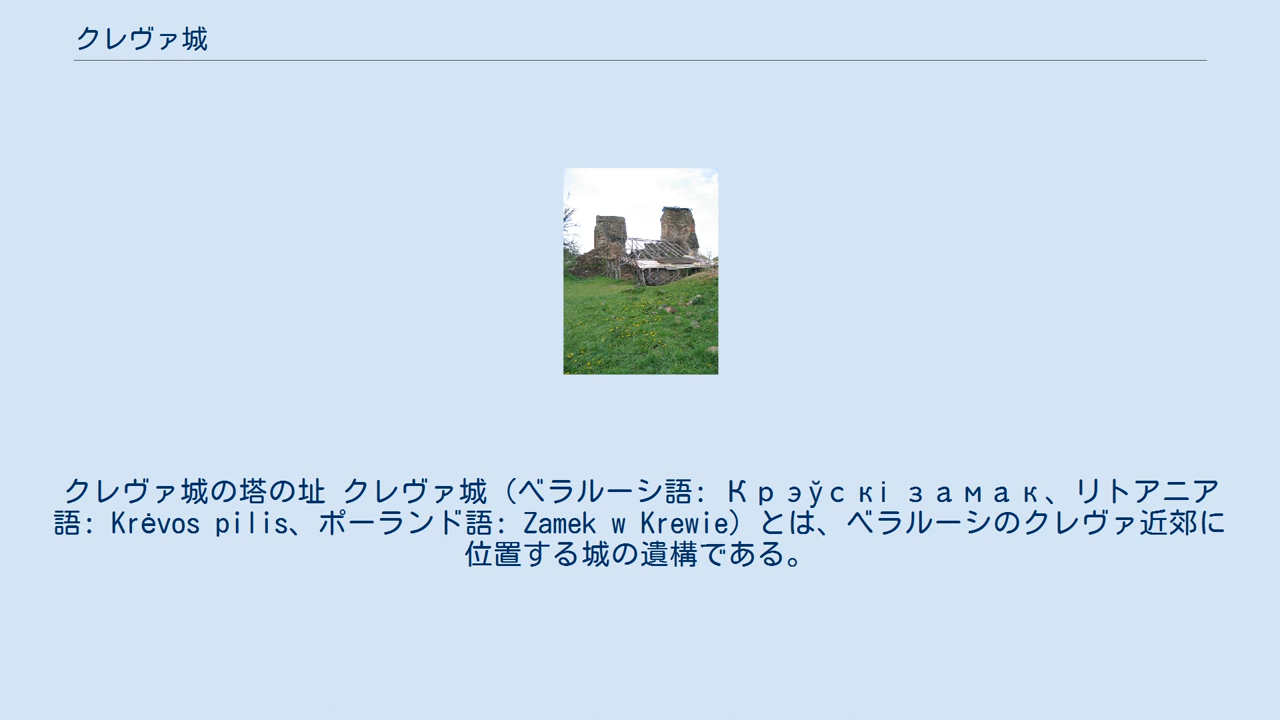 クレヴァ城
クレヴァ城の塔の址 クレヴァ城（ベラルーシ語: Крэўскі замак、リトアニア
語: Krėvos pilis、ポーランド語: Zamek w Krewie）とは、ベラルーシのクレヴァ近郊に
位置する城の遺構である。